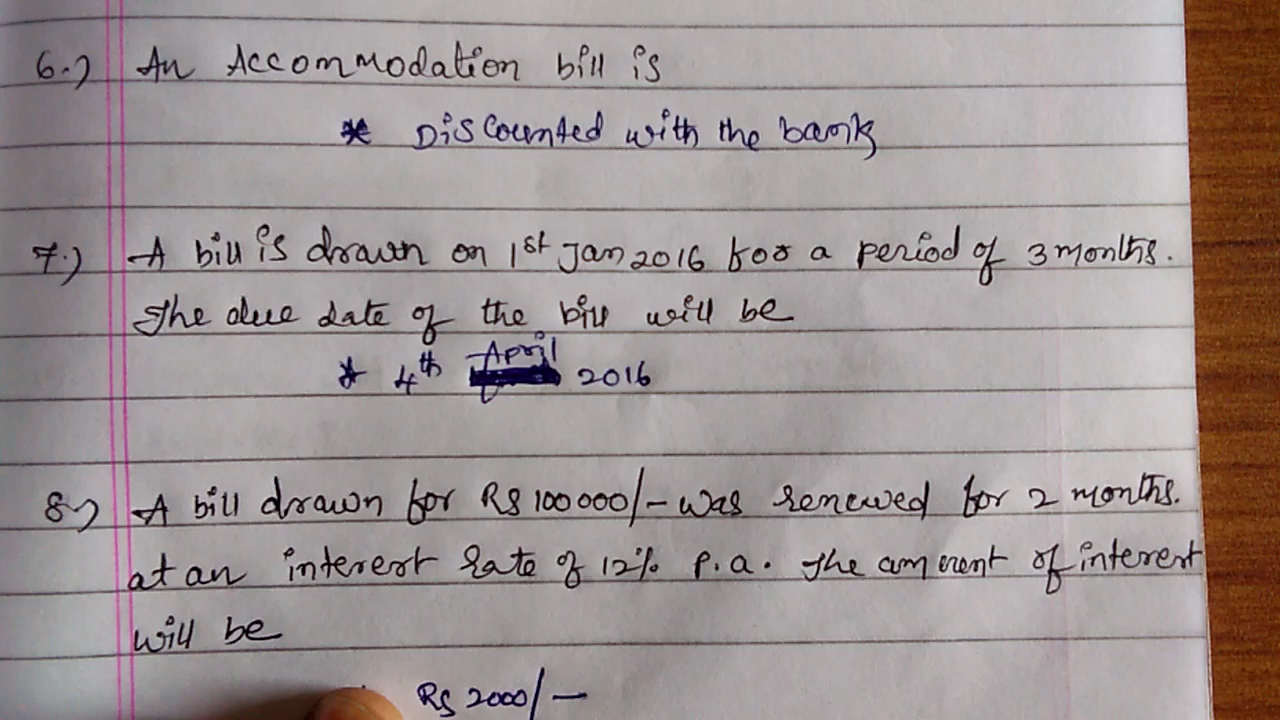 6.) An Accommodation bill is
* Discounted with the bank
7.) A bill is drawn on 1st Jan 2016 for a period of 3 months.
The due date of the bill will be
* 4th April 2016
8.) A bill drawn for Rs 100000/- was renewed for 2 months.
at an interest rate of 12% P.a. The amount of interest
will be
Rs 2000/-